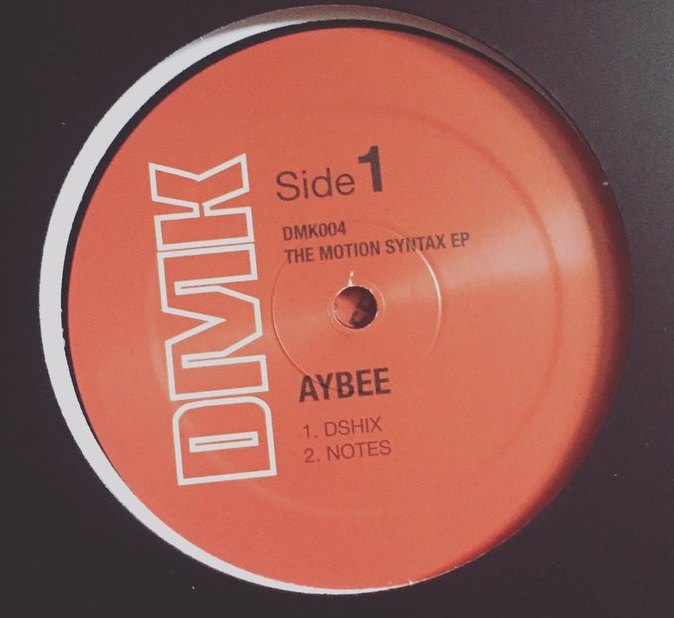 DMK
Side 1
DMK004
THE MOTION SYNTAX EP
AYBEE
1. DSHIX
2. NOTES